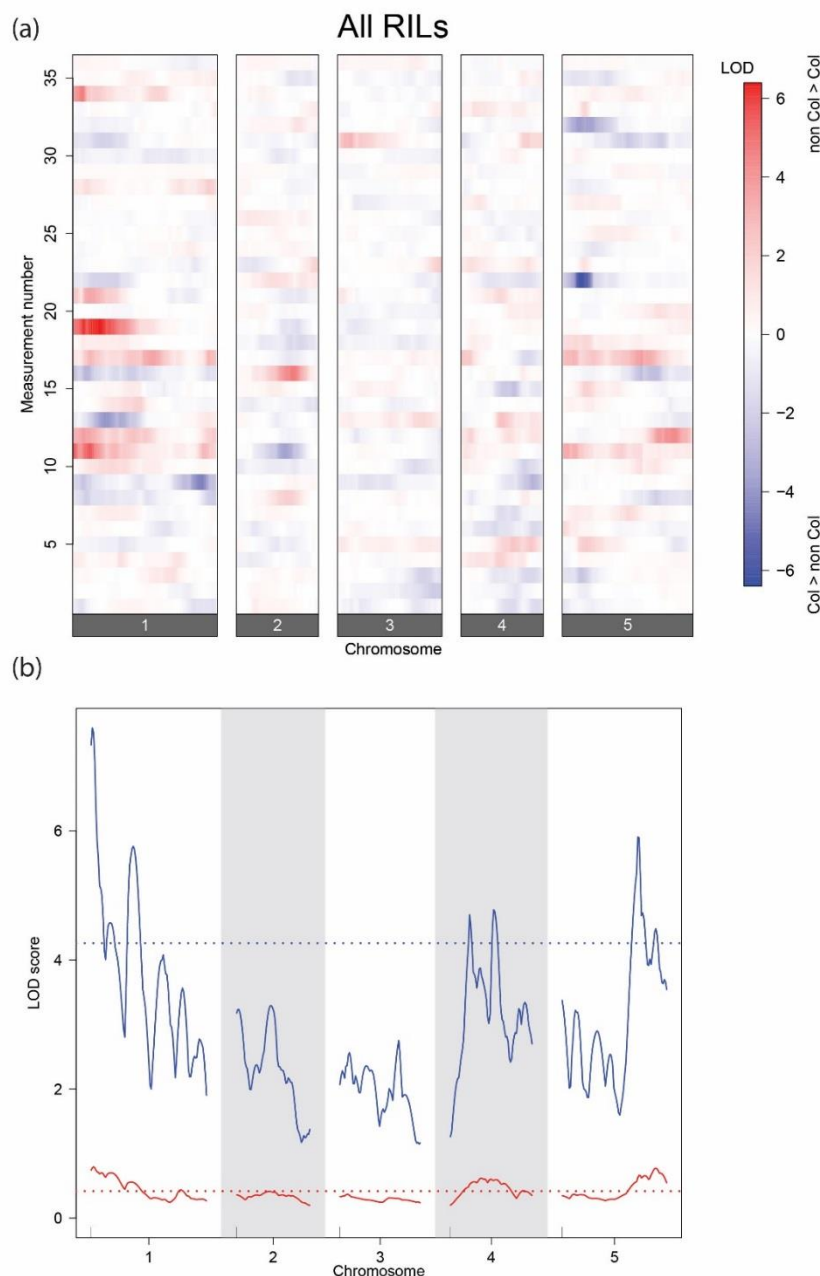 (a)
All RILs
LOD
35
30
25
20
15
10
5
Measurement number
6
4
2
0
−2
−4
−6
non Col > Col
Col > non Col
1 2 3 4 5
Chromosome
(b)
6
4
2
0
LOD score
1 2 3 4 5
Chromosome